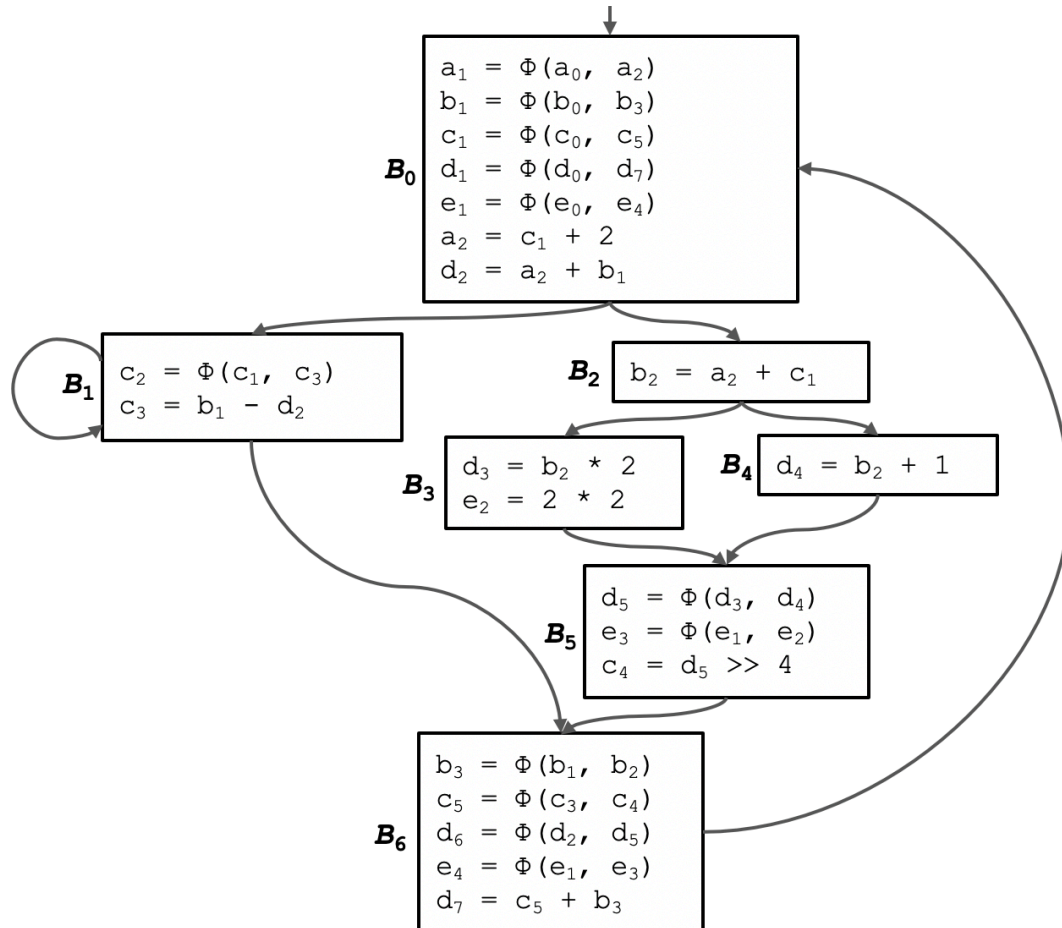 a₁ = Φ(a₀, a₂)
b₁ = Φ(b₀, b₃)
c₁ = Φ(c₀, c₅)
B₀
d₁ = Φ(d₀, d₇)
e₁ = Φ(e₀, e₄)
a₂ = c₁ + 2
d₂ = a₂ + b₁
B₁
c₂ = Φ(c₁, c₃)
c₃ = b₁ - d₂
B₂
b₂ = a₂ + c₁
B₃
d₃ = b₂ * 2
e₂ = 2 * 2
B₄
d₄ = b₂ + 1
B₅
d₅ = Φ(d₃, d₄)
e₃ = Φ(e₁, e₂)
c₄ = d₅ >> 4
B₆
b₃ = Φ(b₁, b₂)
c₅ = Φ(c₃, c₄)
d₆ = Φ(d₂, d₅)
e₄ = Φ(e₁, e₃)
d₇ = c₅ + b₃